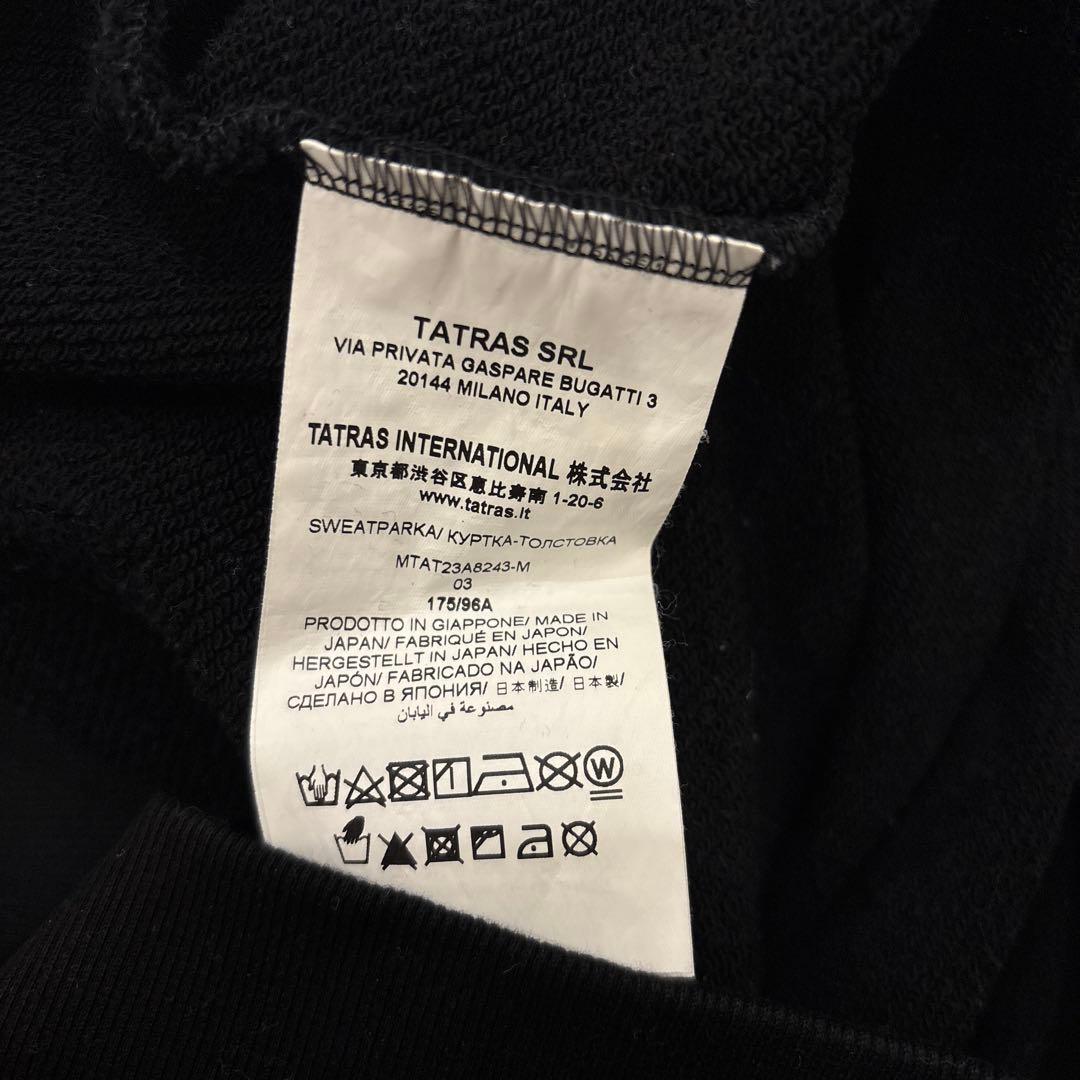 TATRAS SRL
VIA PRIVATA GASPARE BUGATTI 3
20144 MILANO ITALY
TATRAS INTERNATIONAL 株式会社
東京都渋谷区恵比寿南 1-20-6
www.tatras.it
SWEATPARKA/ КУРТКА-ТОЛСТОВКА
MTAT23A8243-M
03
175/96A
PRODOTTO IN GIAPPONE/ MADE IN
JAPAN/ FABRIQUÉ EN JAPON/
HERGESTELLT IN JAPAN/ HECHO EN
JAPÓN/ FABRICADO NA JAPÃO/
СДЕЛАНО В ЯПОНИЯ/ 日本制造/ 日本製/
مصنوعة في اليابان
W